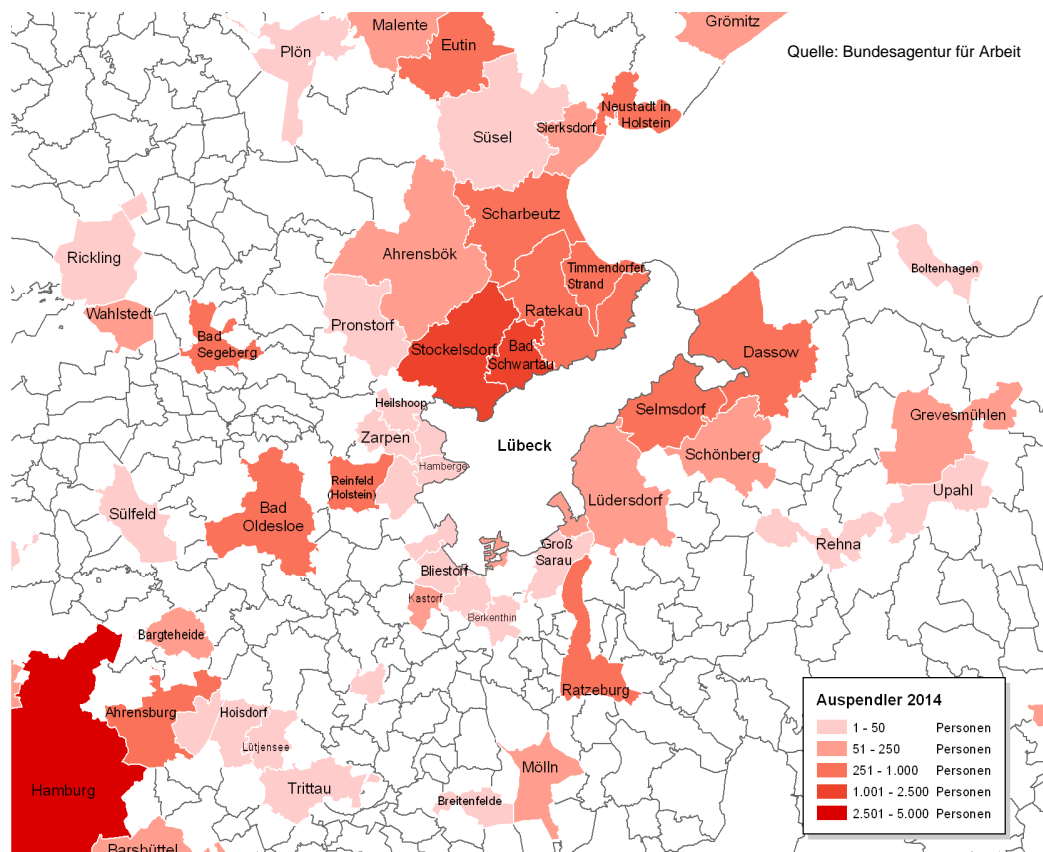 Grömitz
Malente
Eutin
Plön
Quelle: Bundesagentur für Arbeit
Neustadt in
Holstein
Sierksdorf
Süsel
Scharbeutz
Ahrensbök
Rickling
Timmendorfer
Strand
Boltenhagen
Wahlstedt
Ratekau
Pronstorf
Bad
Segeberg
Stockelsdorf
Bad
Schwartau
Dassow
Heilshoop
Selmsdorf
Grevesmühlen
Zarpen
Lübeck
Schönberg
Hamberge
Reinfeld
(Holstein)
Upahl
Lüdersdorf
Bad
Oldesloe
Sülfeld
Groß
Sarau
Rehna
Bliestorf
Kastorf
Berkenthin
Bargteheide
Ratzeburg
Ahrensburg
Hoisdorf
Lütjensee
Mölln
Hamburg
Trittau
Breitenfelde
Barsbüttel
Auspendler 2014
1 - 50 Personen
51 - 250 Personen
251 - 1.000 Personen
1.001 - 2.500 Personen
2.501 - 5.000 Personen